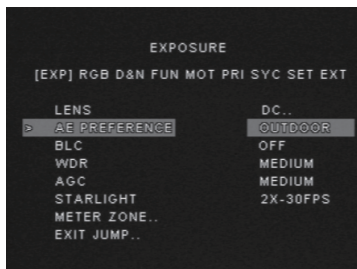 EXPOSURE
[EXP] RGB D&N FUN MOT PRI SYC SET EXT
LENS DC..
> AE PREFERENCE OUTDOOR
BLC OFF
WDR MEDIUM
AGC MEDIUM
STARLIGHT 2X-30FPS
METER ZONE..
EXIT JUMP..